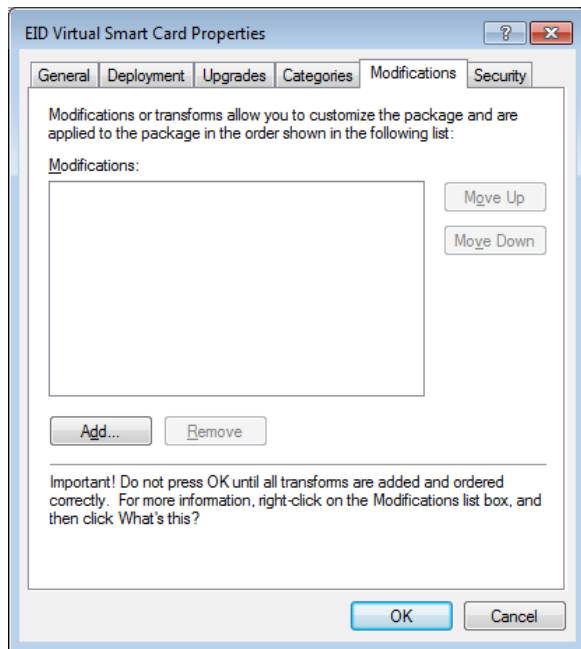 EID Virtual Smart Card Properties
?
General Deployment Upgrades Categories Modifications Security
Modifications or transforms allow you to customize the package and are
applied to the package in the order shown in the following list:
Modifications:
Move Up
Move Down
Add... Remove
Important! Do not press OK until all transforms are added and ordered
correctly. For more information, right-click on the Modifications list box, and
then click What's this?
OK Cancel